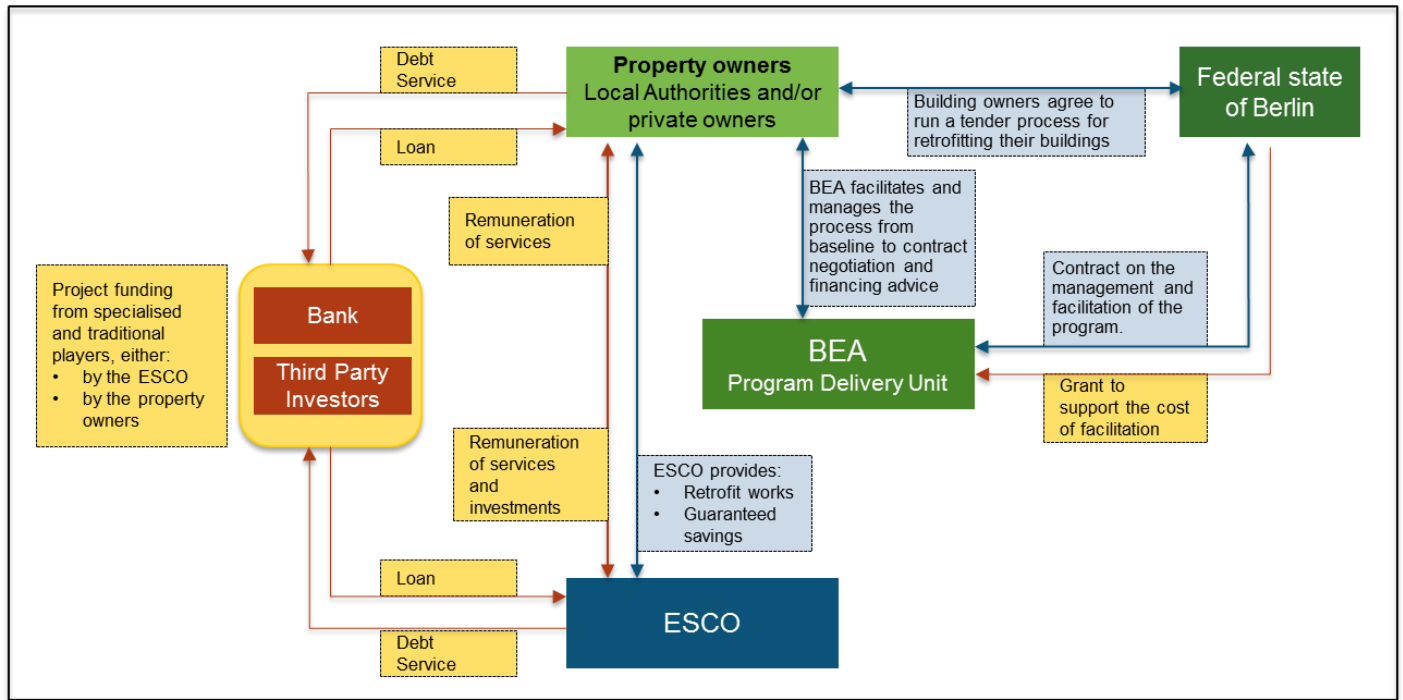 Debt
Service
Property owners
Local Authorities and/or
private owners
Federal state
of Berlin
Building owners agree to
run a tender process for
retrofitting their buildings
Loan
BEA facilitates and
manages the
process from
baseline to contract
negotiation and
financing advice
Remuneration
of services
Project funding
from specialised
and traditional
players, either:
• by the ESCO
• by the property
owners
Bank
Third Party
Investors
Contract on the
management and
facilitation of the
program.
BEA
Program Delivery Unit
Grant to
support the cost
of facilitation
Remuneration
of services
and
investments
ESCO provides:
• Retrofit works
• Guaranteed
savings
Loan
ESCO
Debt
Service